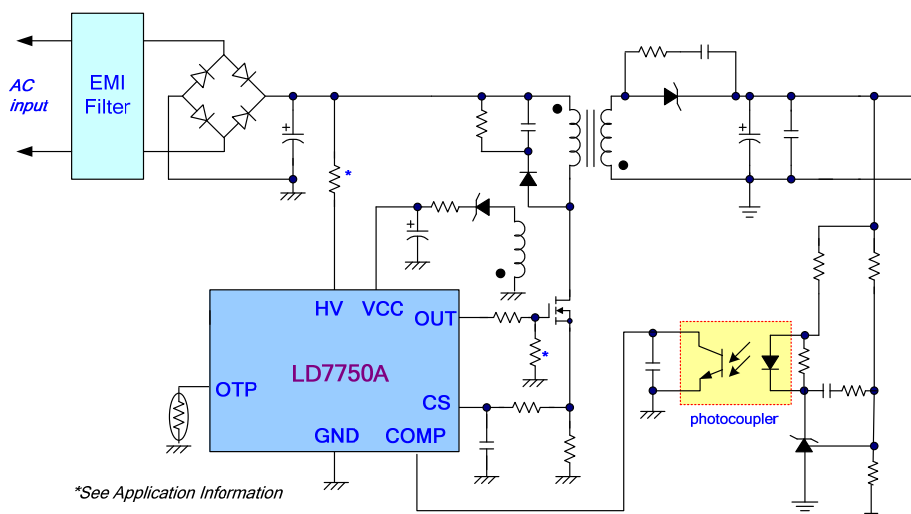 AC
input
EMI
Filter
+
*
+
+
HV
VCC
OUT
*
LD7750A
OTP
CS
GND
COMP
photocoupler
*See Application Information